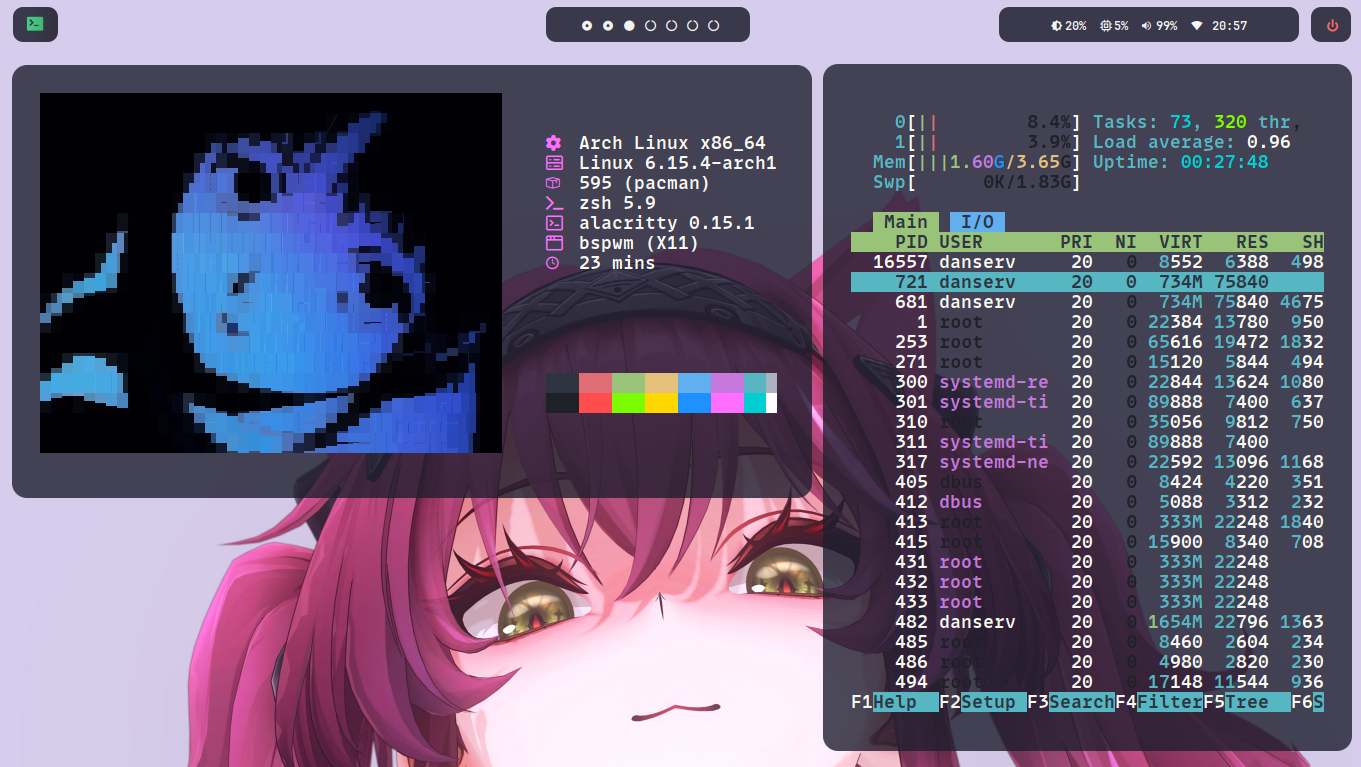 20% 5% 99% 20:57
Arch Linux x86_64
Linux 6.15.4-arch1
595 (pacman)
zsh 5.9
alacritty 0.15.1
bspwm (X11)
23 mins
0[|| 8.4%] Tasks: 73, 320 thr,
1[|| 3.9%] Load average: 0.96
Mem[|||1.60G/3.65G] Uptime: 00:27:48
Swp[ 0K/1.83G]
Main I/O
PID USER PRI NI VIRT RES SH
16557 danserv 20 0 8552 6388 498
721 danserv 20 0 734M 75840
681 danserv 20 0 734M 75840 4675
1 root 20 0 22384 13780 950
253 root 20 0 65616 19472 1832
271 root 20 0 15120 5844 494
300 systemd-re 20 0 22844 13624 1080
301 systemd-ti 20 0 89888 7400 637
310 root 20 0 35056 9812 750
311 systemd-ti 20 0 89888 7400
317 systemd-ne 20 0 22592 13096 1168
405 dbus 20 0 8424 4220 351
412 dbus 20 0 5088 3312 232
413 root 20 0 333M 22248 1840
415 root 20 0 15900 8340 708
431 root 20 0 333M 22248
432 root 20 0 333M 22248
433 root 20 0 333M 22248
482 danserv 20 0 1654M 22796 1363
485 root 20 0 8460 2604 234
486 root 20 0 4980 2820 230
494 root 20 0 17148 11544 936
F1Help F2Setup F3SearchF4FilterF5Tree F6S